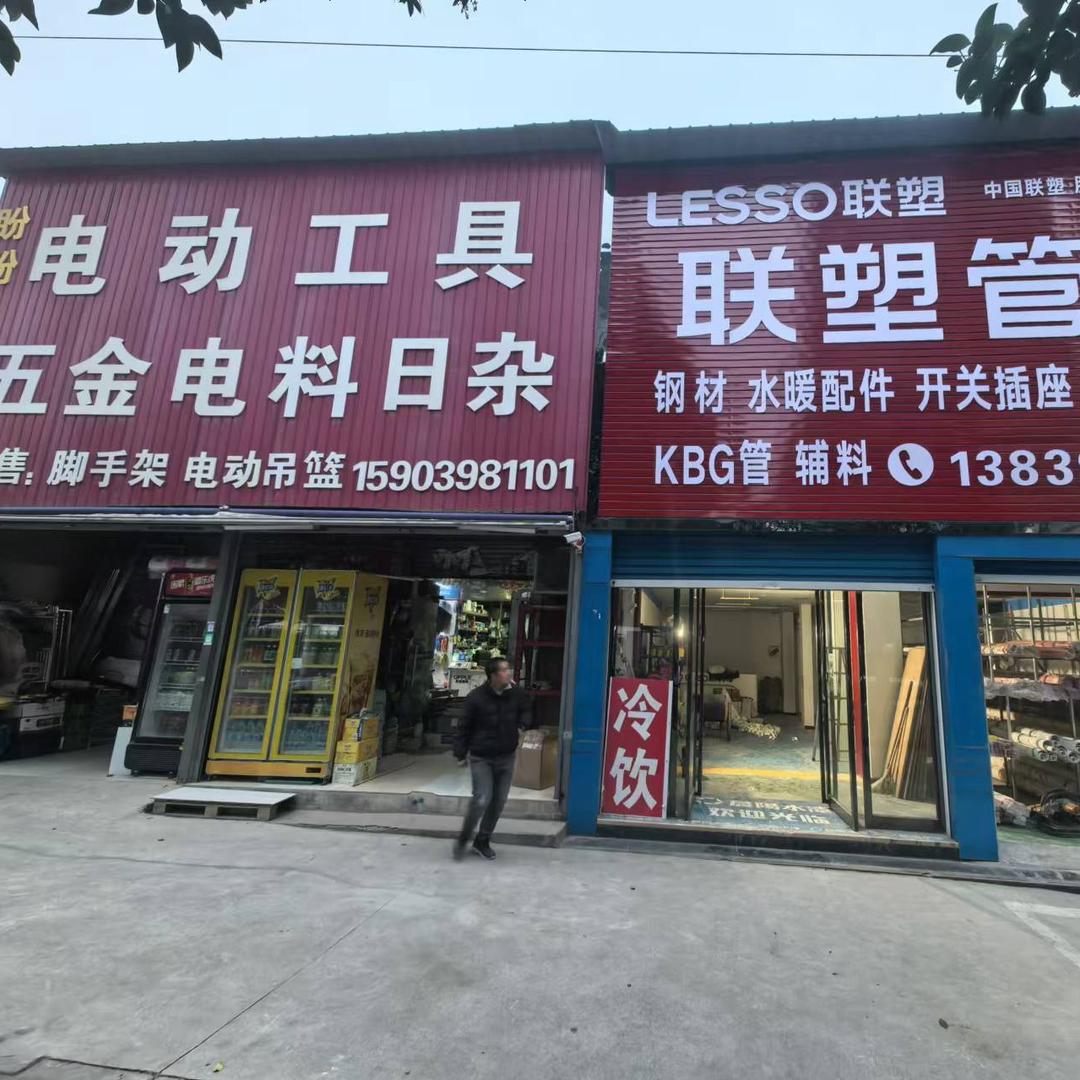 电动工具
五金电料日杂
售: 脚手架 电动吊篮 15903981101
LESSO联塑
中国联塑
联塑管
钢材 水暖配件 开关插座
KBG管 辅料 1383
冷饮
欢迎光临